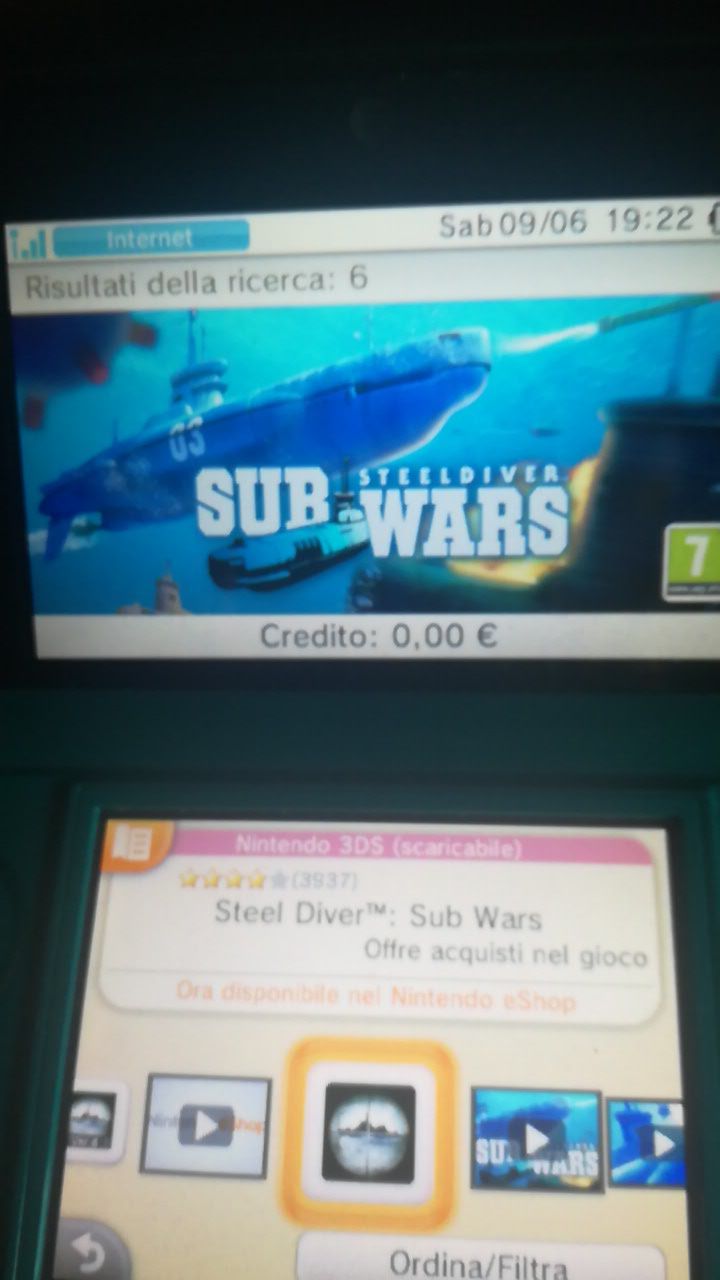 Internet
Sab 09/06 19:22
Risultati della ricerca: 6
03
STEEL DIVER
SUB WARS
7
Credito: 0,00 €
Nintendo 3DS (scaricabile)
(3937)
Steel Diver™: Sub Wars
Offre acquisti nel gioco
Ora disponibile nel Nintendo eShop
SUB WARS
Ordina/Filtra